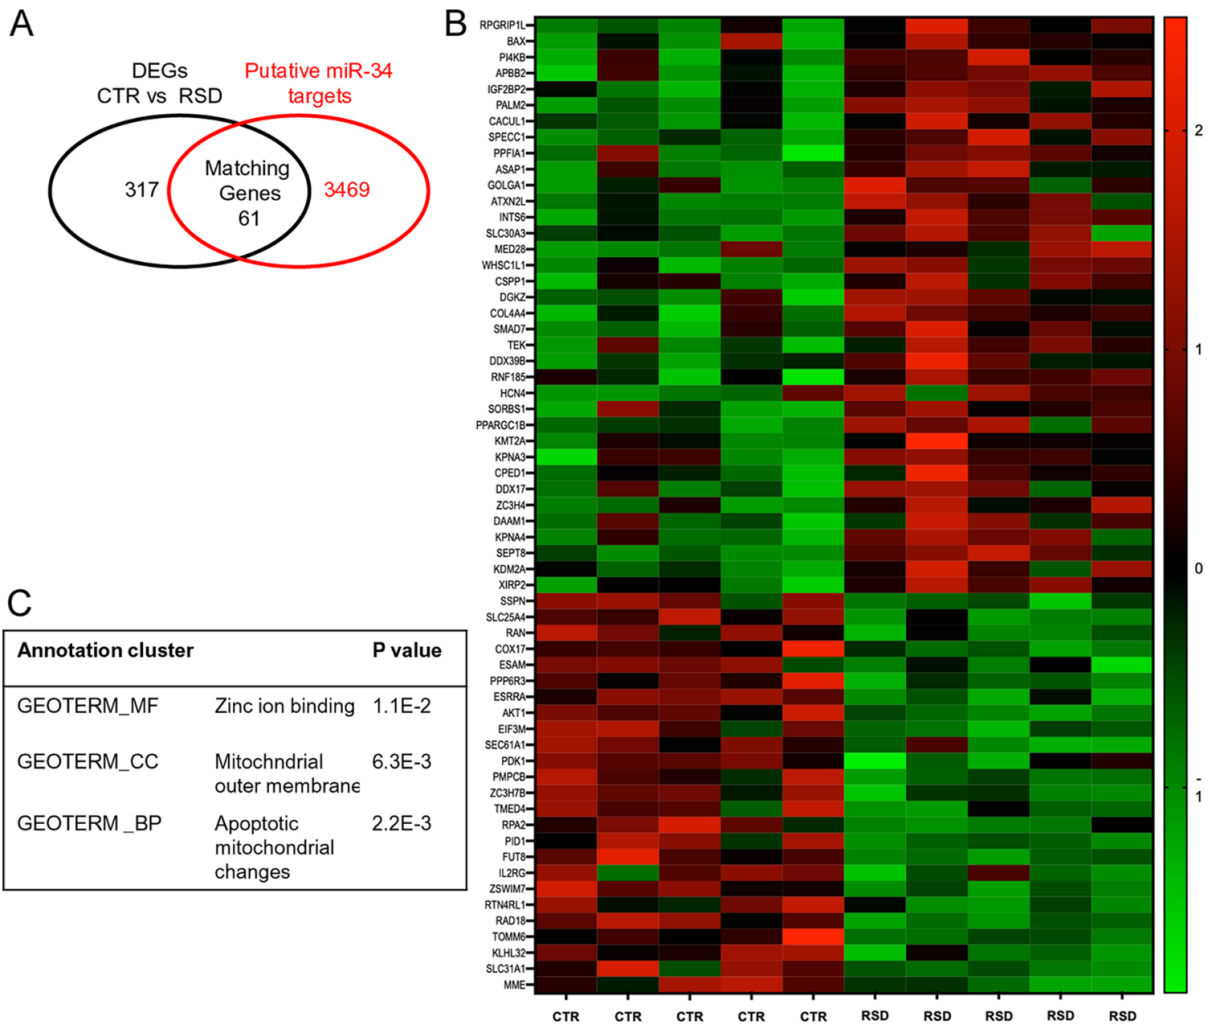 A
DEGs
CTR vs RSD
Putative miR-34
targets
317
Matching
Genes
61
3469
B
RPGRIP1L
BAX
PI4KB
APBB2
IGF2BP2
PALM2
CACUL1
SPECC1
PPFIA1
ASAP1
GOLGA1
ATXN2L
INTS6
SLC30A3
MED28
WHSC1L1
CSPP1
DGKZ
COL4A4
SMAD7
TEK
DDX39B
RNF185
HCN4
SORBS1
PPARGC1B
KMT2A
KPNA3
CPED1
DDX17
ZC3H4
DAAM1
KPNA4
SEPT8
KDM2A
XIRP2
SSPN
SLC25A4
RAN
COX17
ESAM
PPP6R3
ESRRA
AKT1
EIF3M
SEC61A1
PDK1
PMPCB
ZC3H7B
TMED4
RPA2
PID1
FUT8
IL2RG
ZSWIM7
RTN4RL1
RAD18
TOMM6
KLHL32
SLC31A1
MME
CTR CTR CTR CTR CTR RSD RSD RSD RSD RSD
2
1
0
-
1
C
Annotation cluster P value
GEOTERM_MF Zinc ion binding 1.1E-2
GEOTERM_CC Mitochndrial 6.3E-3
outer membrane
GEOTERM _BP Apoptotic 2.2E-3
mitochondrial
changes